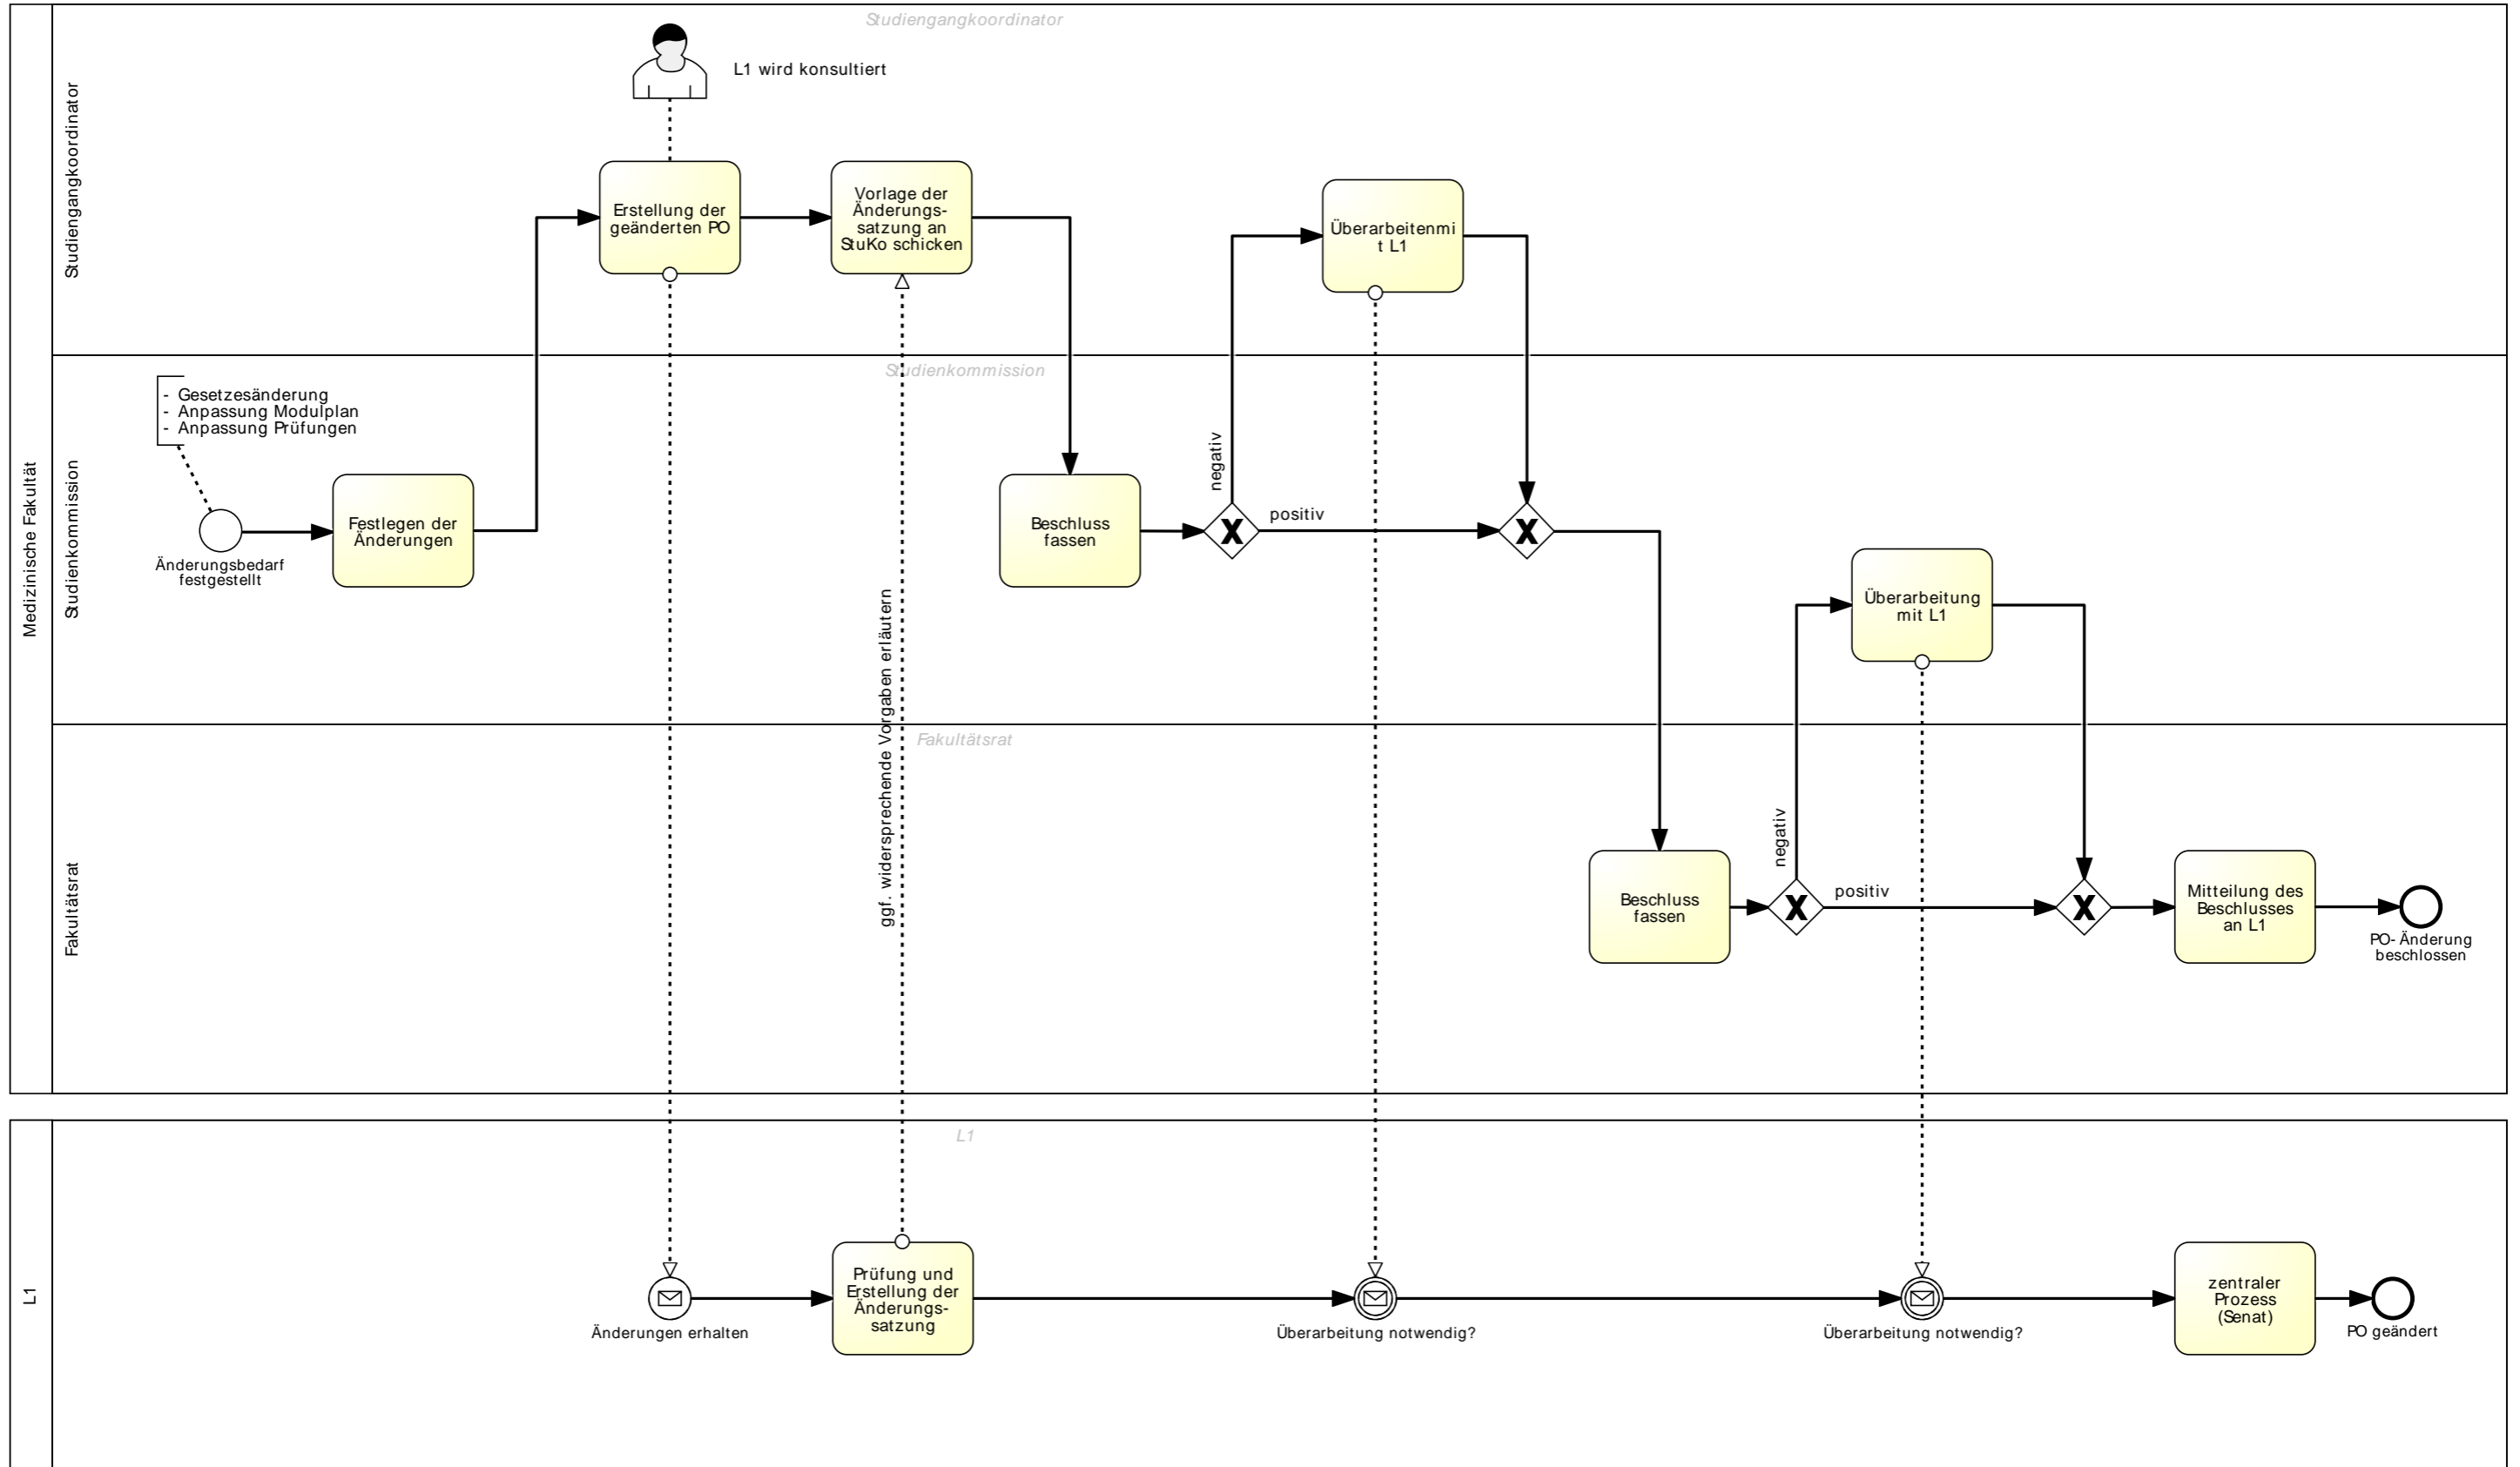 Studiengangkoordinator
L1 wird konsultiert
Studiengangkoordinator
Erstellung der
geänderten PO
Vorlage der
Änderungs-
satzung an
StuKo schicken
Überarbeitenmi
t L1
Studienkommission
- Gesetzesänderung
- Anpassung Modulplan
- Anpassung Prüfungen
Medizinische Fakultät
Studienkommission
Änderungsbedarf
festgestellt
Festlegen der
Änderungen
Beschluss
fassen
negativ
positiv
Überarbeitung
mit L1
ggf. widersprechende Vorgaben erläutern
Fakultätsrat
Fakultätsrat
Beschluss
fassen
negativ
positiv
Mitteilung des
Beschlusses
an L1
PO-Änderung
beschlossen
L1
L1
Änderungen erhalten
Prüfung und
Erstellung der
Änderungs-
satzung
Überarbeitung notwendig?
Überarbeitung notwendig?
zentraler
Prozess
(Senat)
PO geändert